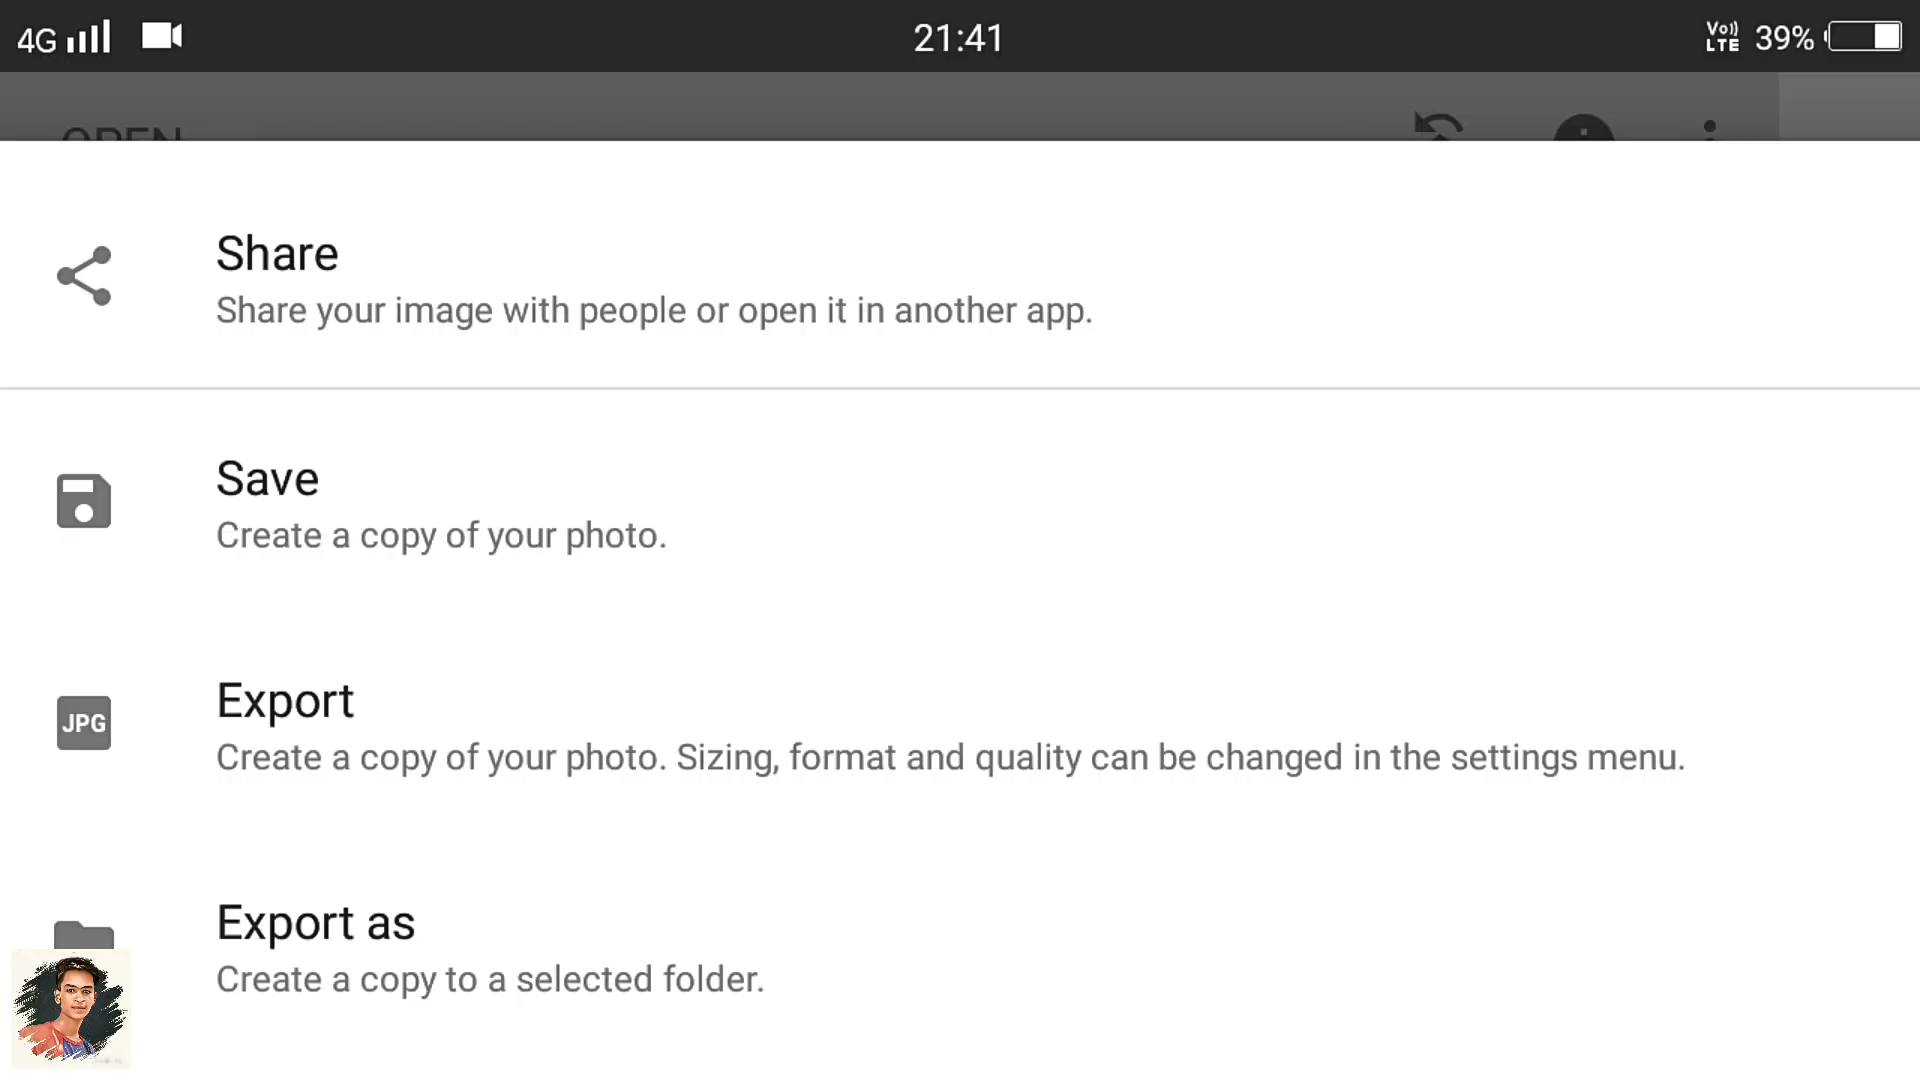 4G 21:41 Vo)) LTE 39%
OPEN
Share
Share your image with people or open it in another app.
Save
Create a copy of your photo.
JPG
Export
Create a copy of your photo. Sizing, format and quality can be changed in the settings menu.
Export as
Create a copy to a selected folder.